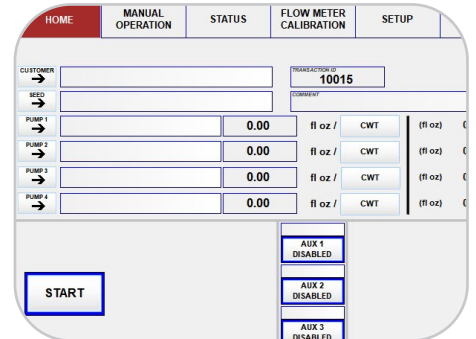 HOME
MANUAL
OPERATION
STATUS
FLOW METER
CALIBRATION
SETUP
CUSTOMER
TRANSACTION ID
10015
SEED
COMMENT
PUMP 1
0.00 fl oz / CWT (fl oz)
PUMP 2
0.00 fl oz / CWT (fl oz)
PUMP 3
0.00 fl oz / CWT (fl oz)
PUMP 4
0.00 fl oz / CWT (fl oz)
START
AUX 1
DISABLED
AUX 2
DISABLED
AUX 3
DISABLED